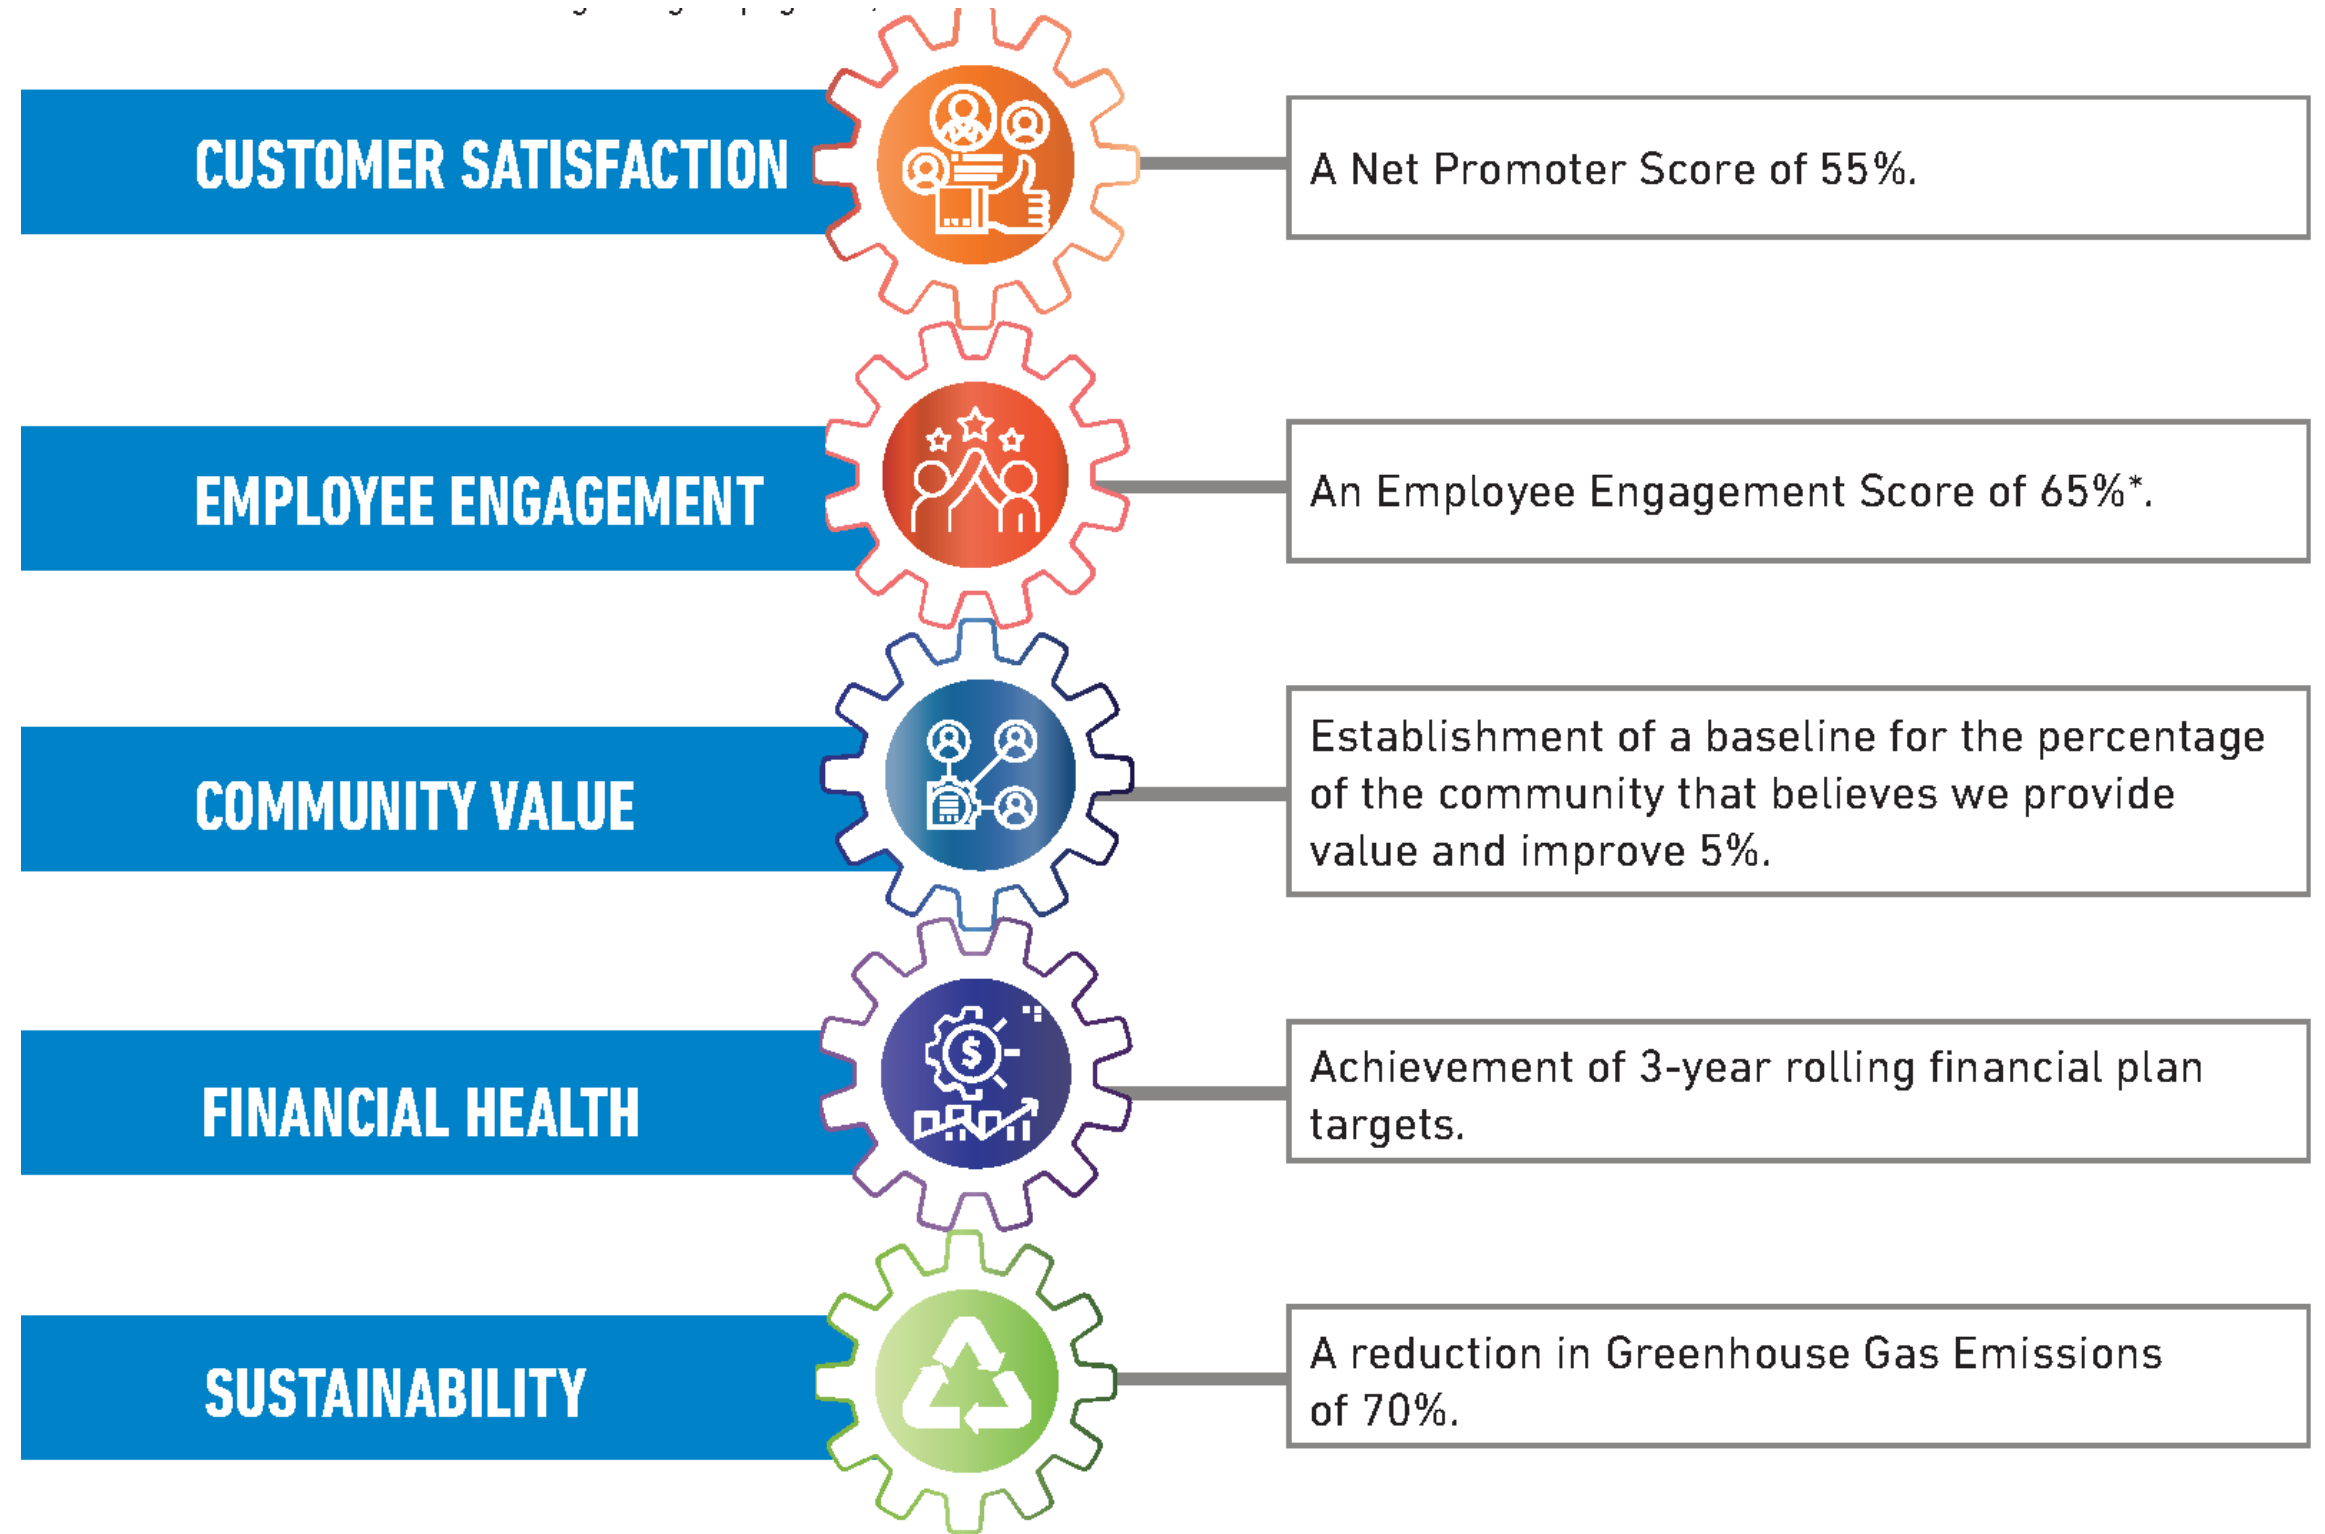 CUSTOMER SATISFACTION
A Net Promoter Score of 55%.
EMPLOYEE ENGAGEMENT
An Employee Engagement Score of 65%*.
COMMUNITY VALUE
Establishment of a baseline for the percentage
of the community that believes we provide
value and improve 5%.
FINANCIAL HEALTH
$
Achievement of 3-year rolling financial plan
targets.
SUSTAINABILITY
A reduction in Greenhouse Gas Emissions
of 70%.